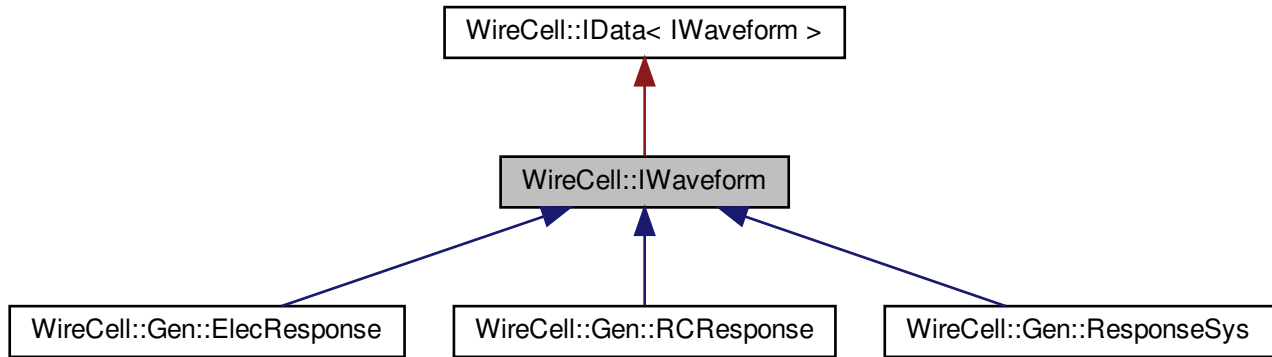 WireCell::IData< IWaveform >
WireCell::IWaveform
WireCell::Gen::ElecResponse
WireCell::Gen::RCResponse
WireCell::Gen::ResponseSys